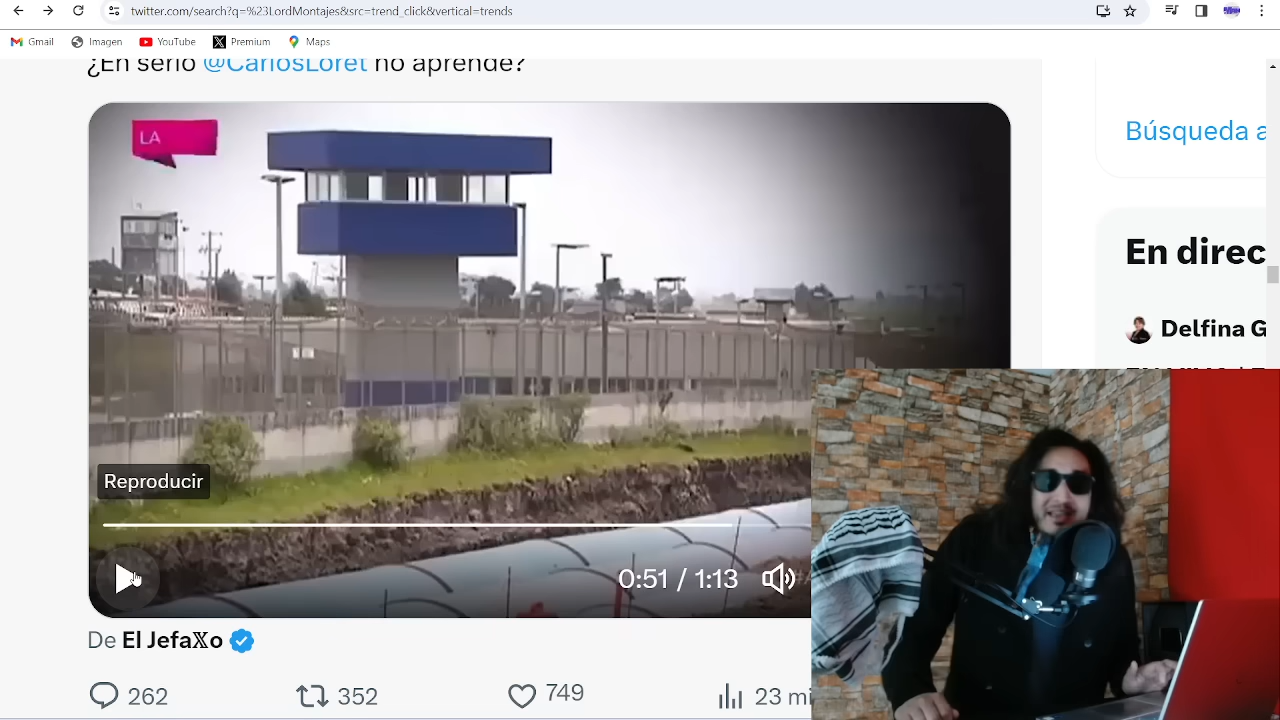 twitter.com/search?q=%23LordMontajes&src=trend_click&vertical=trends
Gmail
Imagen
YouTube
Premium
Maps
¿En serio @CarlosLoret no aprende?
Búsqueda a
LA
En direc
Delfina G
Reproducir
0:51 / 1:13
De El Jefa𝕏o
262
352
749
23 mi